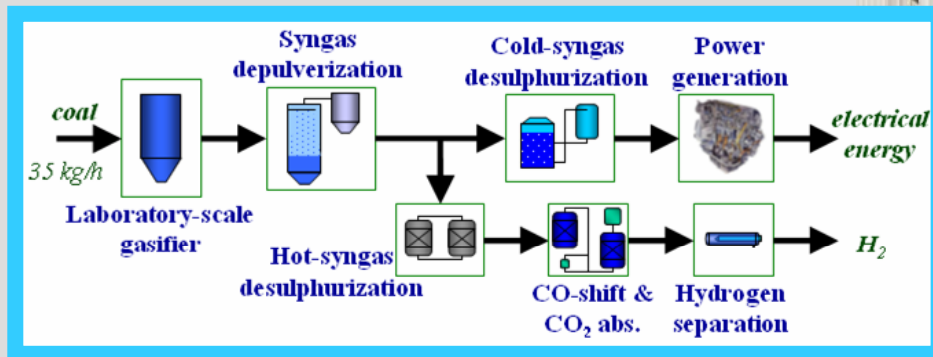 Syngas
depulverization
Cold-syngas
desulphurization
Power
generation
coal
35 kg/h
electrical
energy
Laboratory-scale
gasifier
Hot-syngas
desulphurization
CO-shift &
CO₂ abs.
Hydrogen
separation
H₂